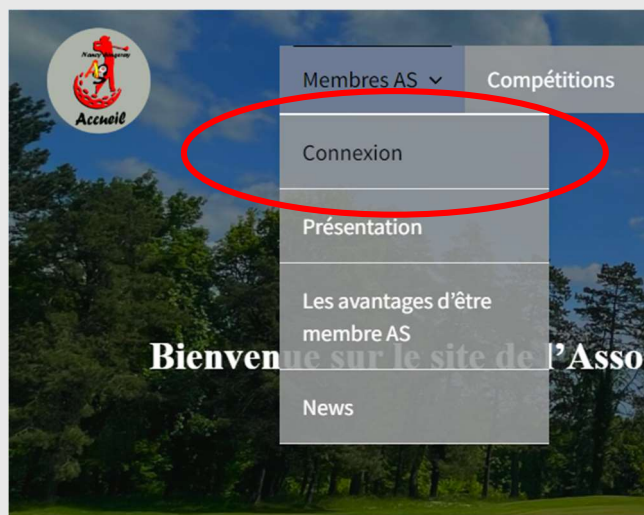 Accueil
Membres AS
Compétitions
Connexion
Présentation
Les avantages d'être
membre AS
Bienvenue sur le site de l'Asso
News